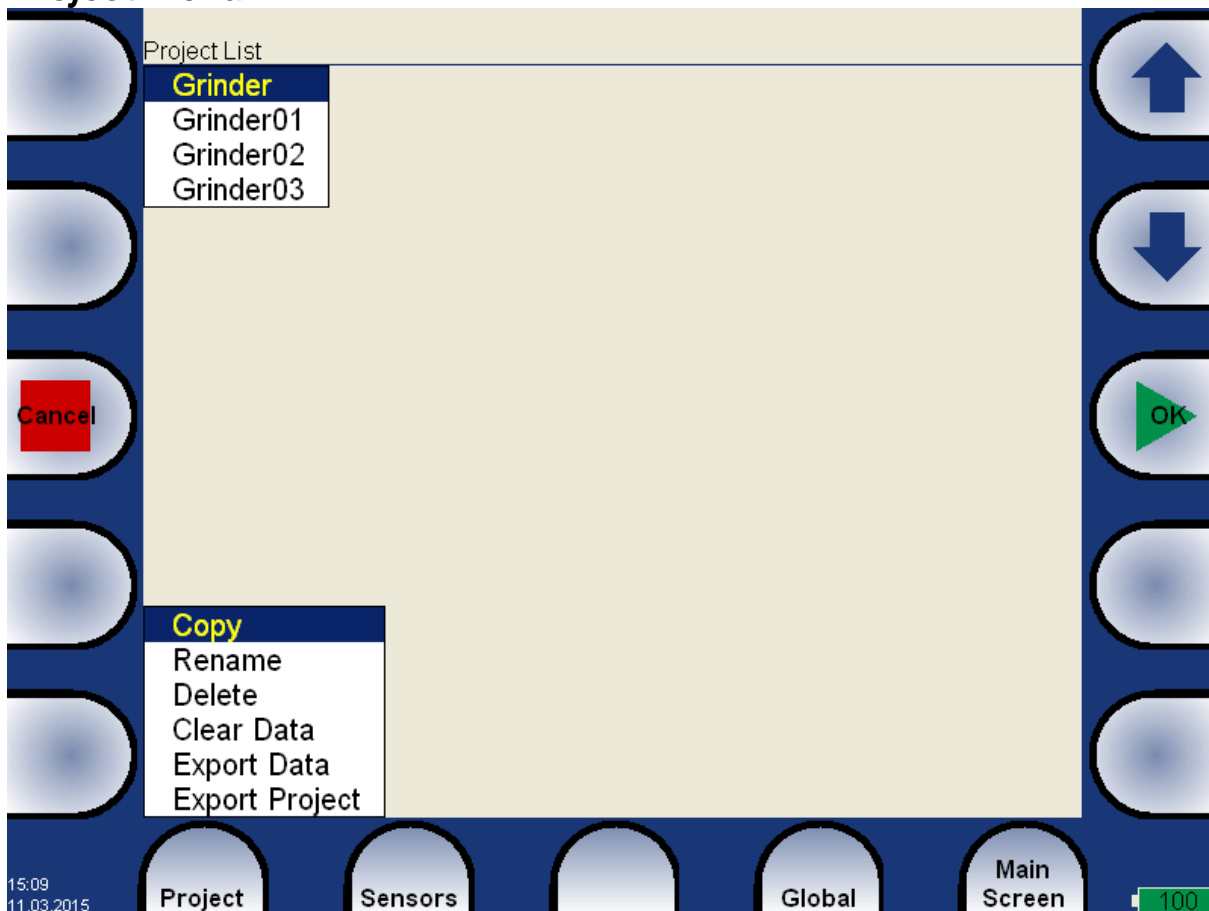 Project List
Grinder
Grinder01
Grinder02
Grinder03
Cancel
OK
Copy
Rename
Delete
Clear Data
Export Data
Export Project
15:09
11.03.2015
Project
Sensors
Global
Main
Screen
100